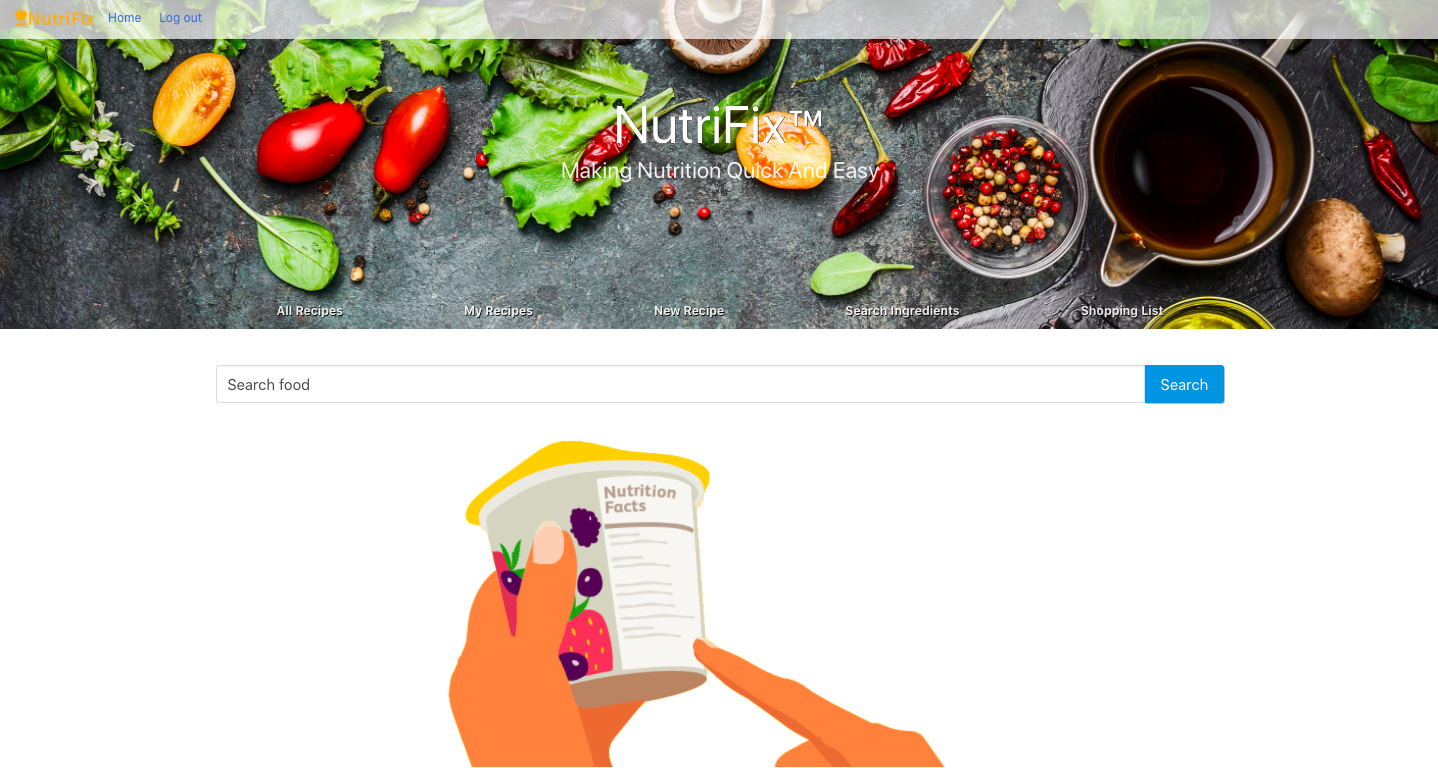 NutriFix Home Log out
NutriFix™
Making Nutrition Quick And Easy
All Recipes My Recipes New Recipe Search Ingredients Shopping List
Search food Search
Nutrition
Facts